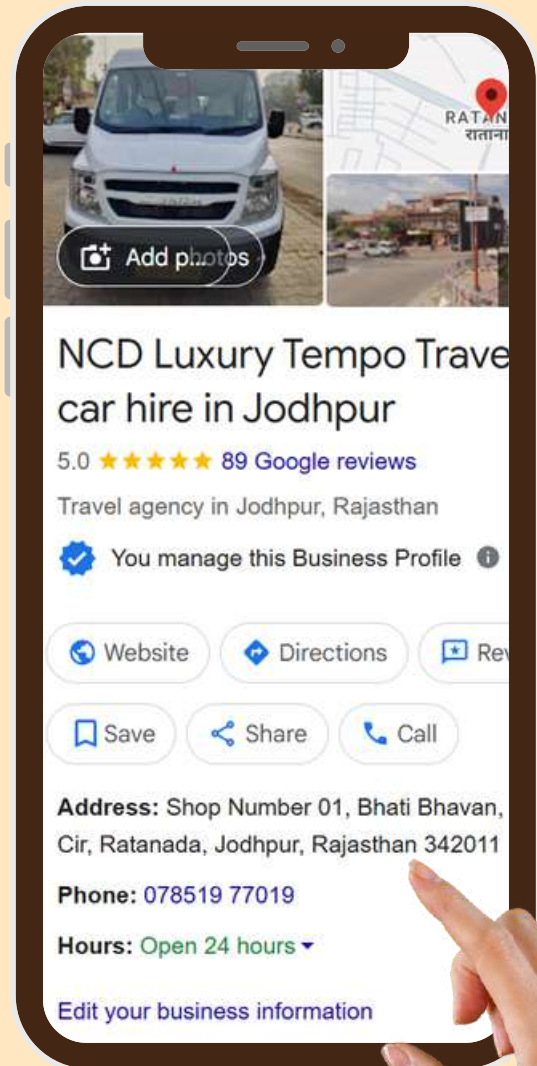 RATAN
राताना
Add photos
NCD Luxury Tempo Trave
car hire in Jodhpur
5.0 ★★★★★ 89 Google reviews
Travel agency in Jodhpur, Rajasthan
You manage this Business Profile
Website Directions Rev
Save Share Call
Address: Shop Number 01, Bhati Bhavan,
Cir, Ratanada, Jodhpur, Rajasthan 342011
Phone: 078519 77019
Hours: Open 24 hours
Edit your business information